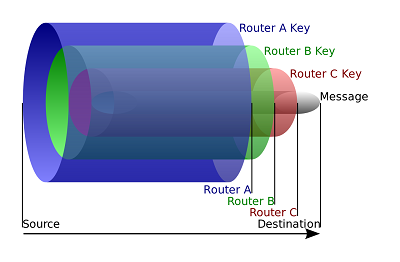 Router A Key
Router B Key
Router C Key
Message
Router A
Router B
Router C
Source
Destination